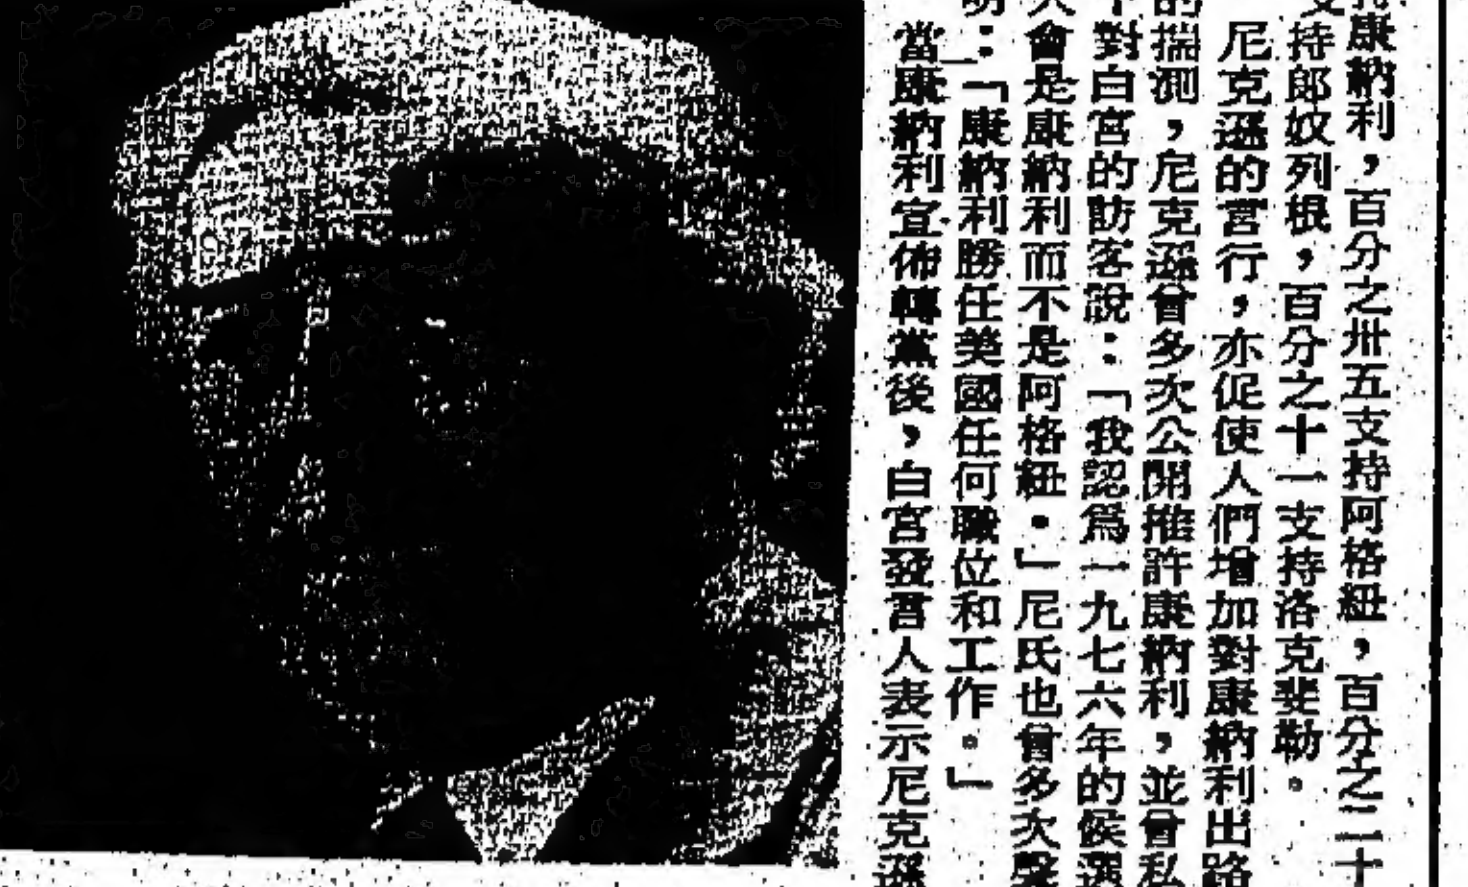 持康納利，百分之卅五支持阿格紐，百分之二十
支持郎奴列根，百分之十一支持洛克斐勒。
尼克遜的言行，亦促使人們增加對康納利出路
的揣測，尼克遜曾多次公開推許康納利，並曾私
下對白宮的訪客說：「我認爲一九七六年的候選
人會是康納利而不是阿格紐。」尼氏也曾多次聲
明：「康納利勝任美國任何職位和工作。」
當康納利宣佈轉黨後，白宮發言人表示尼克遜